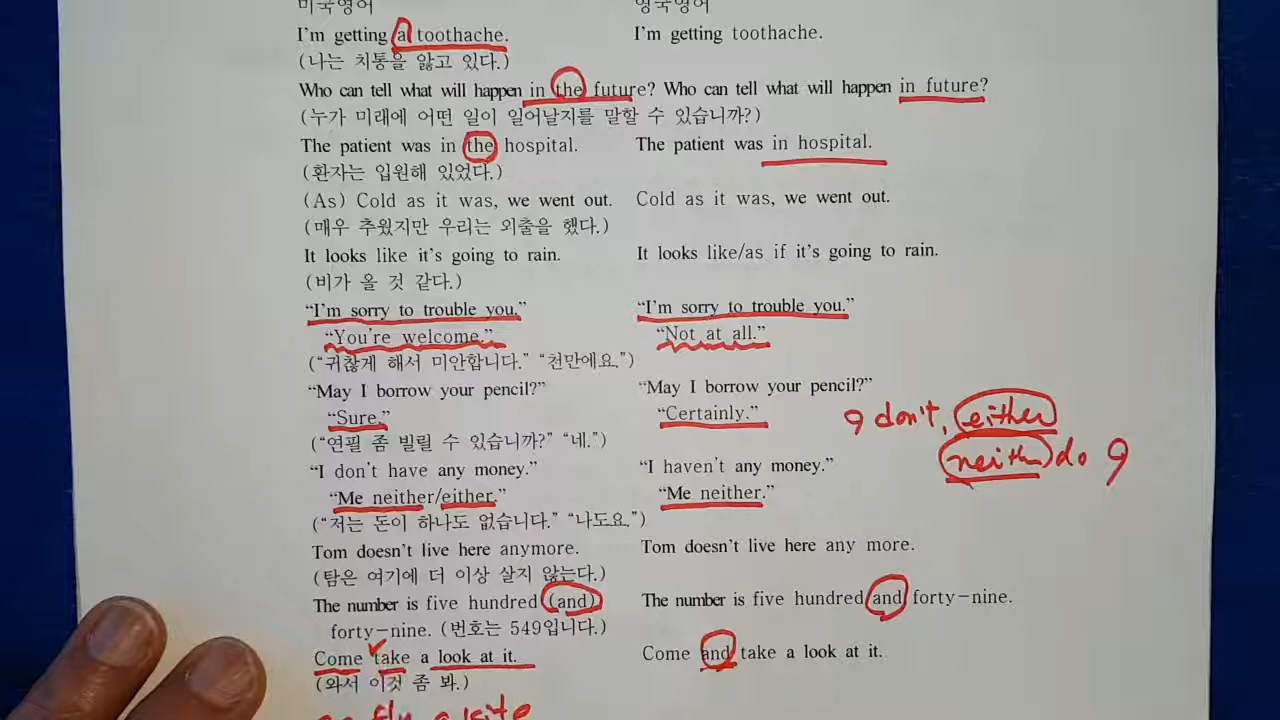 미국영어 영국영어
I'm getting a toothache. I'm getting toothache.
(나는 치통을 앓고 있다.)
Who can tell what will happen in the future? Who can tell what will happen in future?
(누가 미래에 어떤 일이 일어날지를 말할 수 있습니까?)
The patient was in the hospital. The patient was in hospital.
(환자는 입원해 있었다.)
(As) Cold as it was, we went out. Cold as it was, we went out.
(매우 추웠지만 우리는 외출을 했다.)
It looks like it's going to rain. It looks like/as if it's going to rain.
(비가 올 것 같다.)
“I'm sorry to trouble you.” “I'm sorry to trouble you.”
“You're welcome.” “Not at all.”
(“귀찮게 해서 미안합니다.” “천만에요.”)
“May I borrow your pencil?” “May I borrow your pencil?”
“Sure.” “Certainly.” I don't, either
(“연필 좀 빌릴 수 있습니까?” “네.”)
“I don't have any money.” “I haven't any money.” neither do I
“Me neither/either.” “Me neither.”
(“저는 돈이 하나도 없습니다.” “나도요.”)
Tom doesn't live here anymore. Tom doesn't live here any more.
(탐은 여기에 더 이상 살지 않는다.)
The number is five hundred (and) The number is five hundred and forty-nine.
forty-nine. (번호는 549입니다.)
Come take a look at it. Come and take a look at it.
(와서 이것 좀 봐.)
go fly a kite